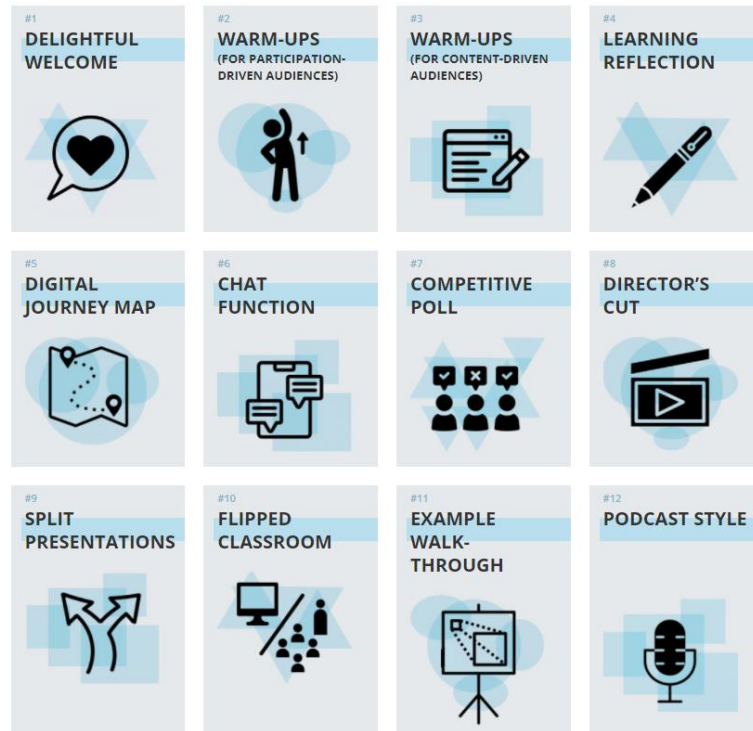 #1
DELIGHTFUL
WELCOME
#2
WARM-UPS
(FOR PARTICIPATION-
DRIVEN AUDIENCES)
#3
WARM-UPS
(FOR CONTENT-DRIVEN
AUDIENCES)
#4
LEARNING
REFLECTION
#5
DIGITAL
JOURNEY MAP
#6
CHAT
FUNCTION
#7
COMPETITIVE
POLL
#8
DIRECTOR'S
CUT
#9
SPLIT
PRESENTATIONS
#10
FLIPPED
CLASSROOM
#11
EXAMPLE
WALK-
THROUGH
#12
PODCAST STYLE